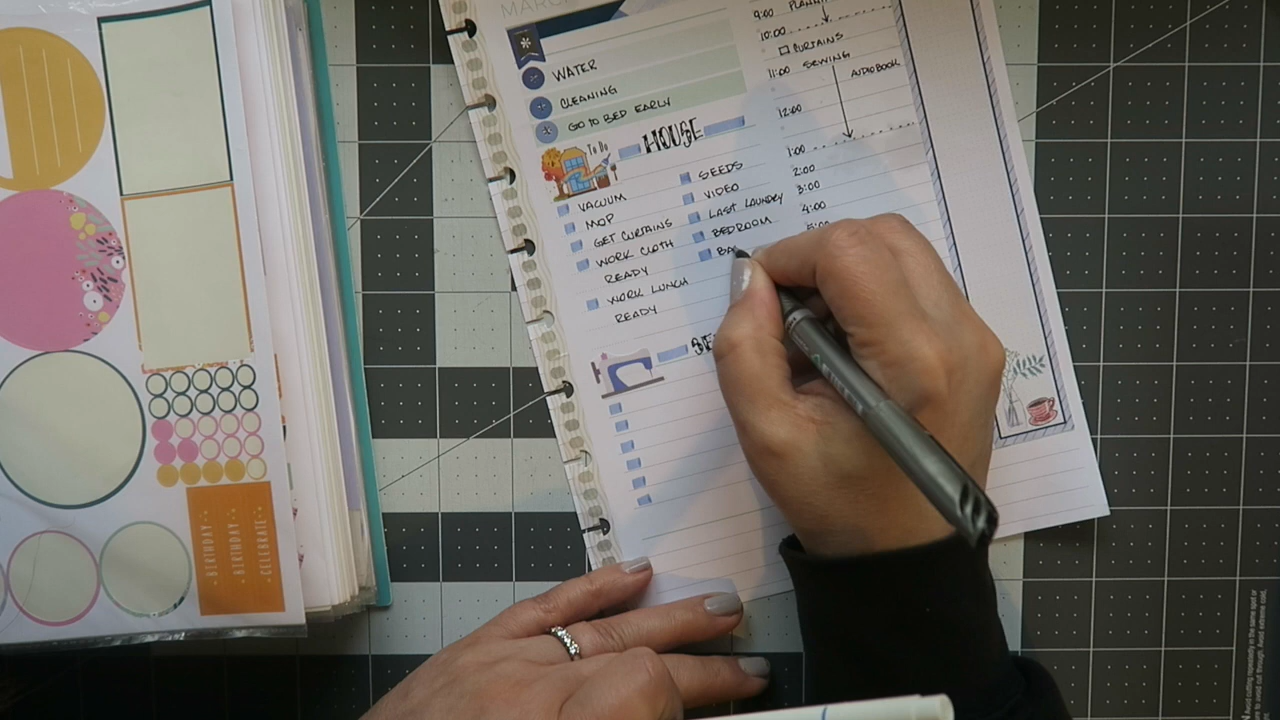 MARCH
WATER
CLEANING
GO TO BED EARLY
To Do
HOUSE
VACUUM
MOP
GET CURTAINS
WORK CLOTH
READY
WORK LUNCH
READY
SEEDS
VIDEO
LAST LAUNDRY
BEDROOM
BA
9:00
10:00
CURTAINS
11:00 SEWING
AUDIOBOOK
12:00
1:00
2:00
3:00
4:00
BIRTHDAY
BIRTHDAY
CELEBRATE